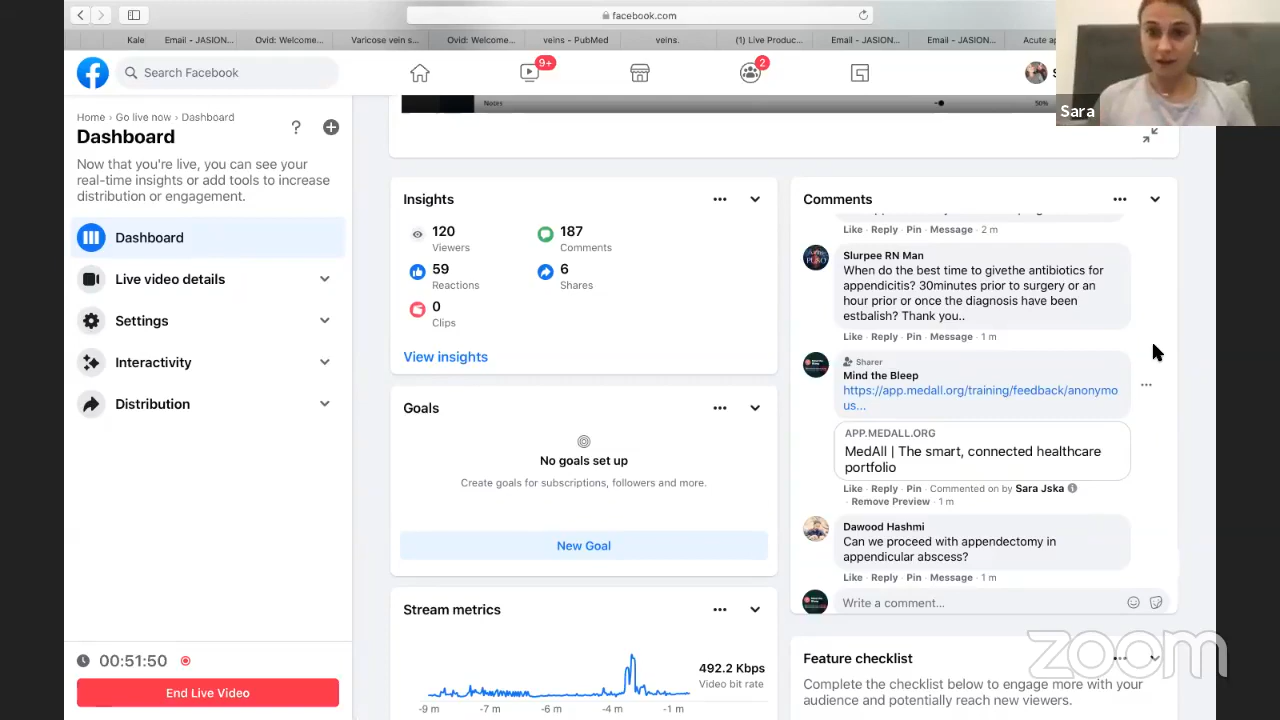 facebook.com
Kale
Email - JASION...
Ovid: Welcome...
Varicose vein s...
Ovid: Welcome...
veins - PubMed
veins.
(1) Live Produc...
Email - JASION...
Email - JASION...
Acute ap
Search Facebook
9+
2
S
Sara
Notes
50%
Home › Go live now › Dashboard
Dashboard
Now that you're live, you can see your
real-time insights or add tools to increase
distribution or engagement.
Dashboard
Live video details
Settings
Interactivity
Distribution
00:51:50
End Live Video
Insights
120
Viewers
187
Comments
59
Reactions
6
Shares
0
Clips
View insights
Goals
No goals set up
Create goals for subscriptions, followers and more.
New Goal
Stream metrics
492.2 Kbps
Video bit rate
-9 m
-7 m
-6 m
-4 m
-1 m
Comments
Like · Reply · Pin · Message · 2 m
Slurpee RN Man
When do the best time to givethe antibiotics for
appendicitis? 30minutes prior to surgery or an
hour prior or once the diagnosis have been
estbalish? Thank you..
Like · Reply · Pin · Message · 1 m
Sharer
Mind the Bleep
https://app.medall.org/training/feedback/anonymo
us...
APP.MEDALL.ORG
MedAll | The smart, connected healthcare
portfolio
Like · Reply · Pin · Commented on by Sara Jska
· Remove Preview · 1 m
Dawood Hashmi
Can we proceed with appendectomy in
appendicular abscess?
Like · Reply · Pin · Message · 1 m
Write a comment...
Feature checklist
Complete the checklist below to engage more with your
audience and potentially reach new viewers.
zoom